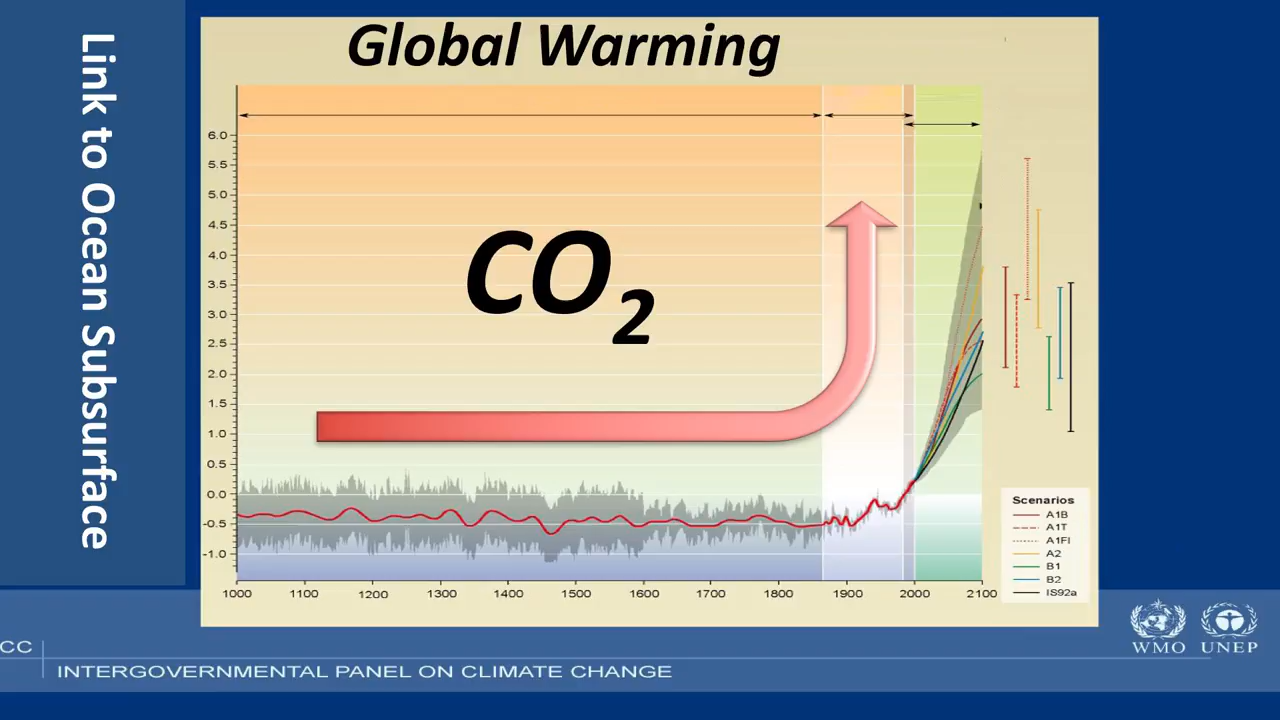 Global Warming
Link to Ocean Subsurface
CO2
6.0
5.5
5.0
4.5
4.0
3.5
3.0
2.5
2.0
1.5
1.0
0.5
0.0
-0.5
-1.0
1000 1100 1200 1300 1400 1500 1600 1700 1800 1900 2000 2100
Scenarios
A1B
A1T
A1FI
A2
B1
B2
IS92a
WMO UNEP
CC
INTERGOVERNMENTAL PANEL ON CLIMATE CHANGE